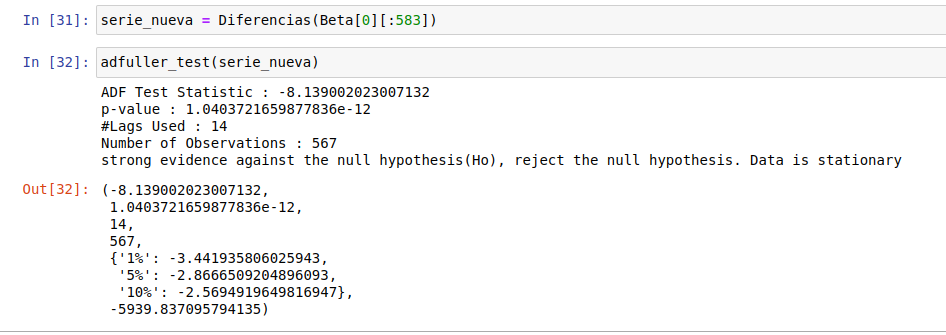 In [31]: serie_nueva = Diferencias(Beta[0][:583])
In [32]: adfuller_test(serie_nueva)
ADF Test Statistic : -8.139002023007132
p-value : 1.0403721659877836e-12
#Lags Used : 14
Number of Observations : 567
strong evidence against the null hypothesis(Ho), reject the null hypothesis. Data is stationary
Out[32]: (-8.139002023007132,
1.0403721659877836e-12,
14,
567,
{'1%': -3.441935806025943,
'5%': -2.8666509204896093,
'10%': -2.5694919649816947},
-5939.837095794135)